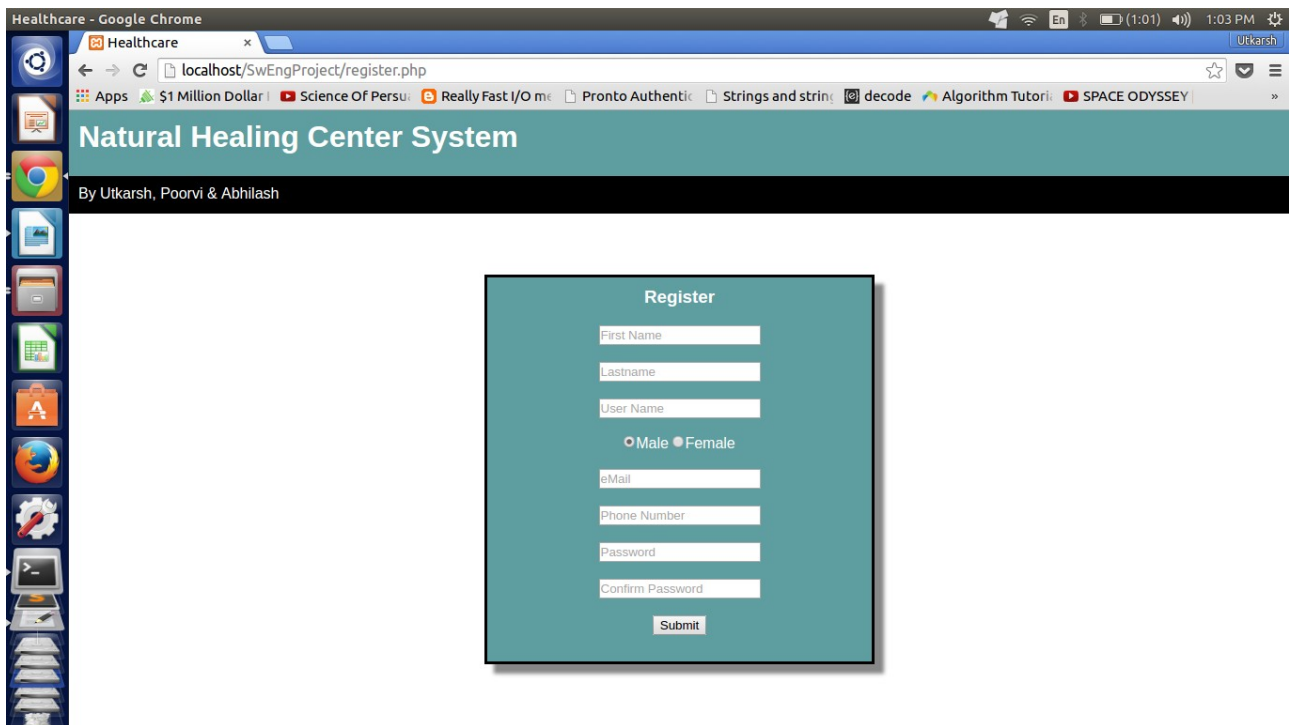 Healthcare - Google Chrome
En (1:01) 1:03 PM
Healthcare
Utkarsh
localhost/SwEngProject/register.php
Apps $1 Million Dollar Science Of Persu Really Fast I/O me Pronto Authentic Strings and string decode Algorithm Tutori SPACE ODYSSEY »
Natural Healing Center System
By Utkarsh, Poorvi & Abhilash
Register
First Name
Lastname
User Name
Male Female
eMail
Phone Number
Password
Confirm Password
Submit